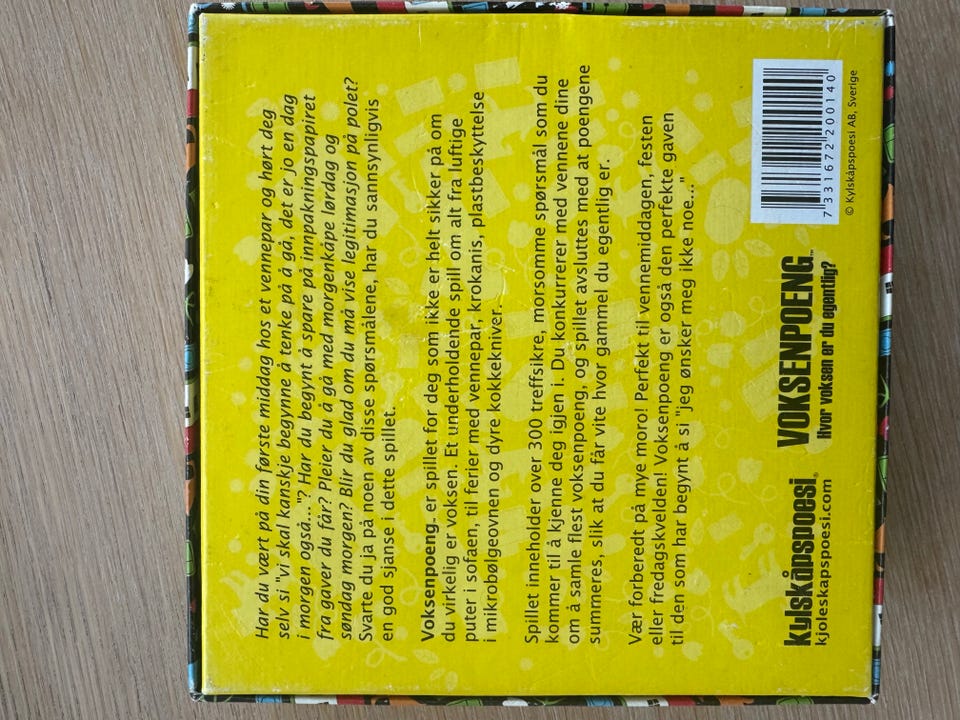 Har du vært på din første middag hos et vennepar og hørt deg
selv si "vi skal kanskje begynne å tenke på å gå, det er jo en dag
i morgen også..."? Har du begynt å spare på innpakningspapiret
fra gaver du får? Pleier du å gå med morgenkåpe lørdag og
søndag morgen? Blir du glad om du må vise legitimasjon på polet?
Svarte du ja på noen av disse spørsmålene, har du sannsynligvis
en god sjanse i dette spillet.
Voksenpoeng™ er spillet for deg som ikke er helt sikker på om
du virkelig er voksen. Et underholdende spill om alt fra luftige
puter i sofaen, til ferier med vennepar, krokanis, plastbeskyttelse
i mikrobølgeovnen og dyre kokkekniver...
Spillet inneholder over 300 treffsikre, morsomme spørsmål som du
kommer til å kjenne deg igjen i. Du konkurrerer med vennene dine
om å samle flest voksenpoeng, og spillet avsluttes med at poengene
summeres, slik at du får vite hvor gammel du egentlig er.
Vær forberedt på mye moro! Perfekt til vennemiddagen, festen
eller fredagskvelden! Voksenpoeng er også den perfekte gaven
til den som har begynt å si "jeg ønsker meg ikke noe..."
kylskåpspoesi®
kjoleskapspoesi.com
VOKSENPOENG™
Hvor voksen er du egentlig?
7 331672 200140
© Kylskåpspoesi AB, Sverige